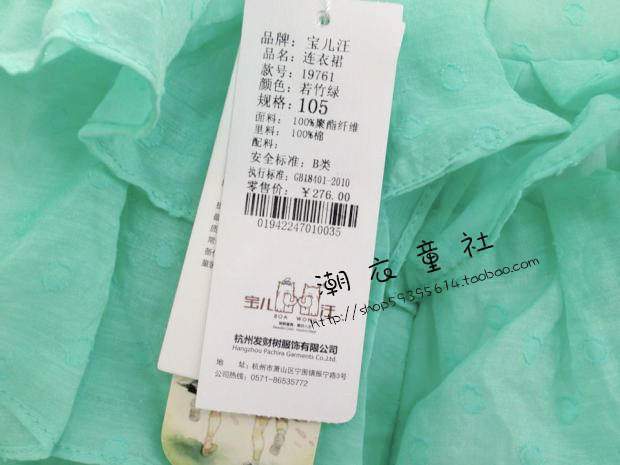 品牌: 宝儿汪
品名: 连衣裙
款号: 19761
颜色: 若竹绿
规格: 105
面料: 100%聚酯纤维
里料: 100%棉
配料:
安全标准: B类
执行标准: GB18401-2010
零售价: ¥276.00
01942247010035
宝儿汪
BOA WON
杭州发财树服饰有限公司
Hangzhou Pachira Garments Co.Ltd.
地 址: 杭州市萧山区宁围镇振宁路3号
公司热线: 0571-86535772
潮衣童社
http://shop59355614.taobao.com